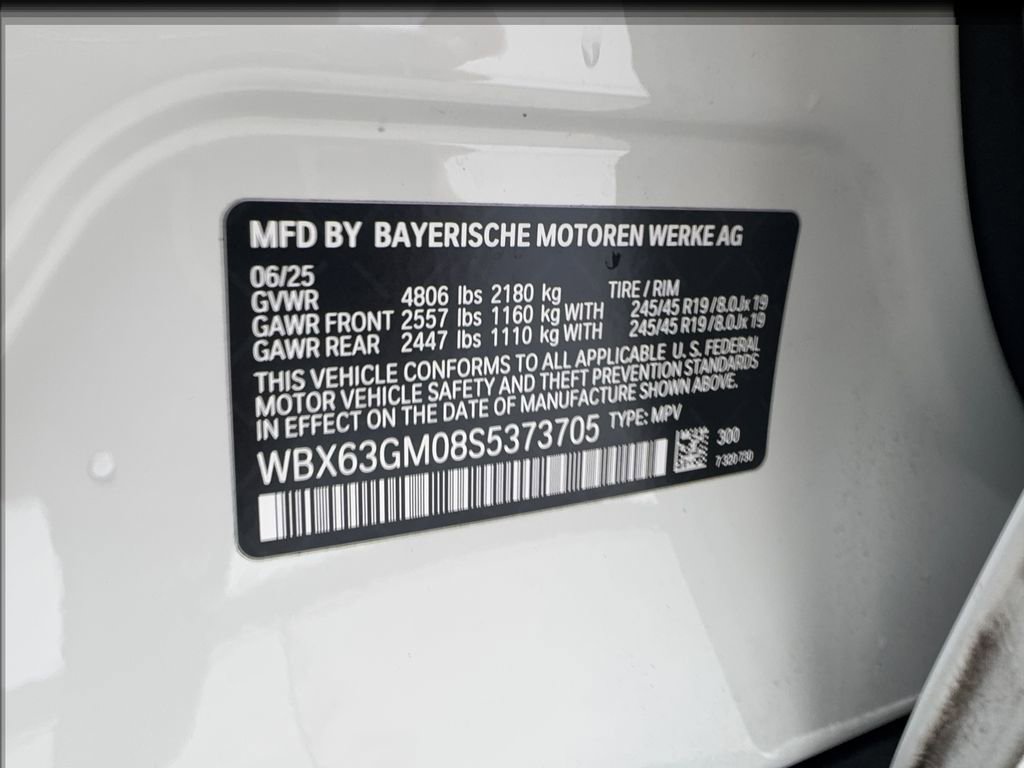 MFD BY BAYERISCHE MOTOREN WERKE AG
06/25
GVWR 4806 lbs 2180 kg TIRE / RIM
GAWR FRONT 2557 lbs 1160 kg WITH 245/45 R19/8.0Jx19
GAWR REAR 2447 lbs 1110 kg WITH 245/45 R19/8.0Jx19
THIS VEHICLE CONFORMS TO ALL APPLICABLE U.S. FEDERAL
MOTOR VEHICLE SAFETY AND THEFT PREVENTION STANDARDS
IN EFFECT ON THE DATE OF MANUFACTURE SHOWN ABOVE.
WBX63GM08S5373705 TYPE: MPV
300
7320730